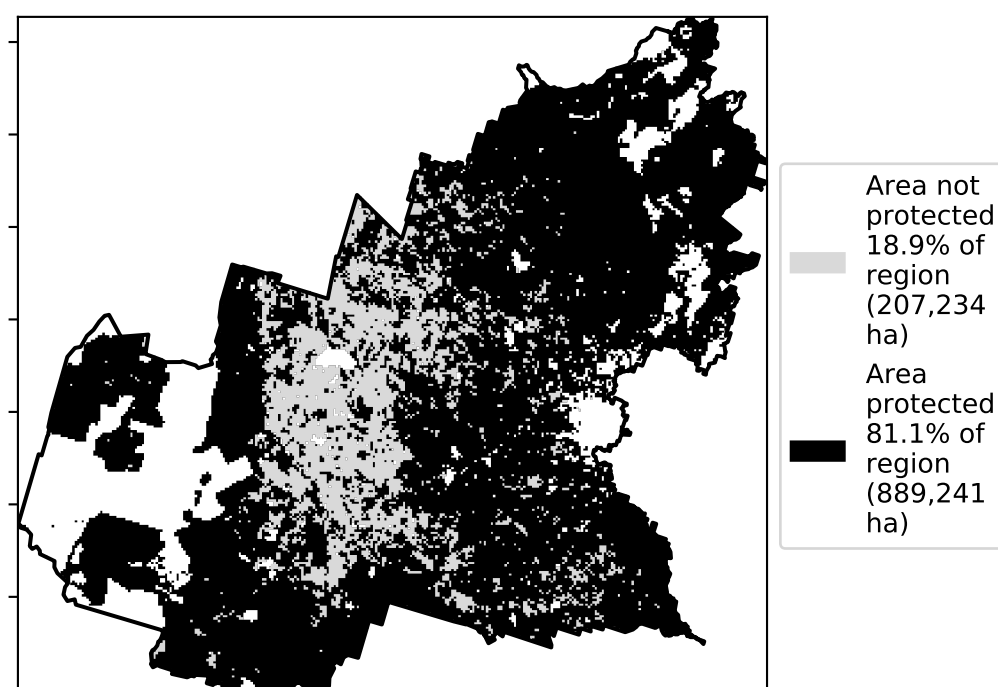 Area not
protected
18.9% of
region
(207,234
ha)
Area
protected
81.1% of
region
(889,241
ha)